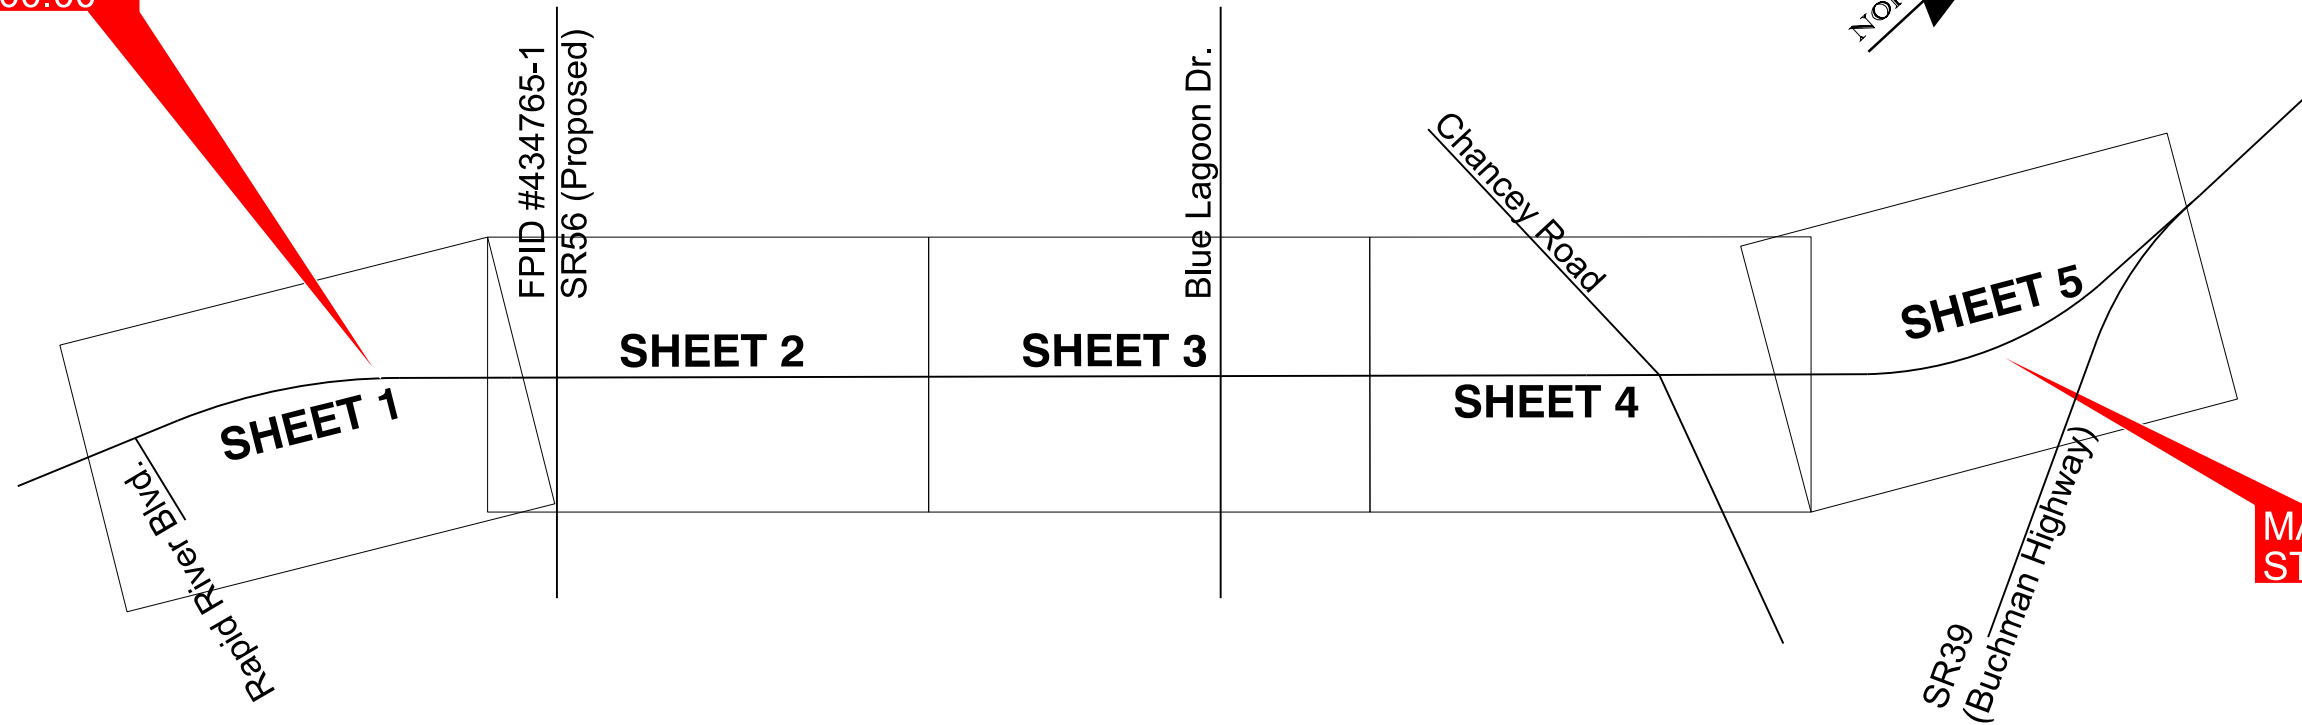 FPID #434765-1
SR56 (Proposed)
Blue Lagoon Dr.
Chancey Road
SHEET 1
SHEET 2
SHEET 3
SHEET 4
SHEET 5
Rapid River Blvd.
SR39
(Buchman Highway)